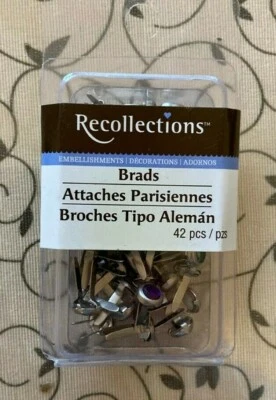 Recollections™
EMBELLISHMENTS | DÉCORATIONS | ADORNOS
Brads
Attaches Parisiennes
Broches Tipo Alemán
42 pcs / pzs